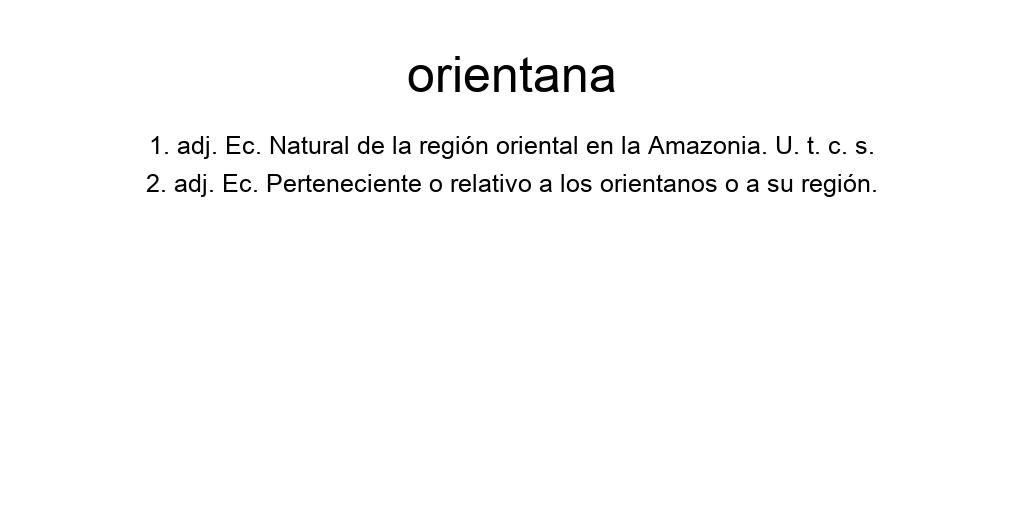 orientana
1. adj. Ec. Natural de la región oriental en la Amazonia. U. t. c. s.
2. adj. Ec. Perteneciente o relativo a los orientanos o a su región.